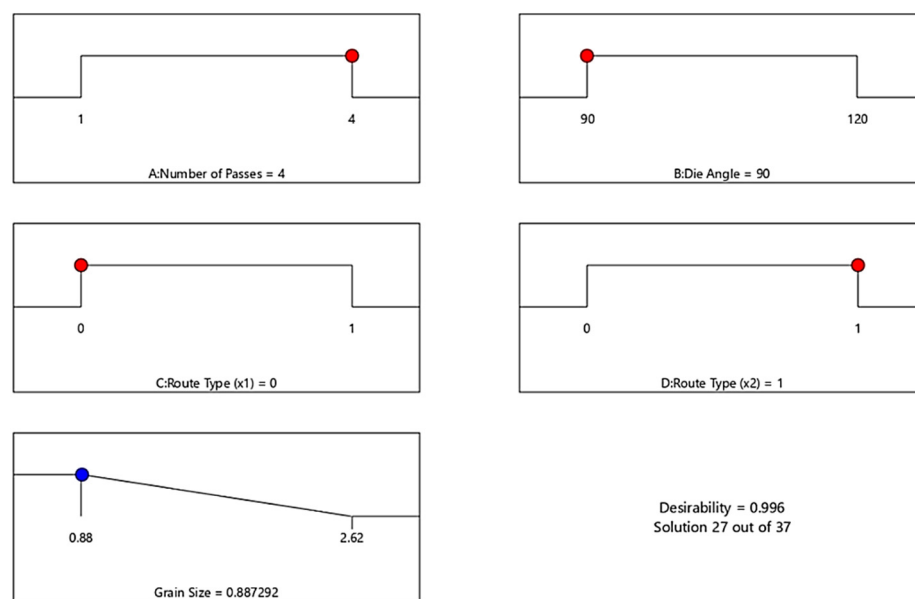 1 4
A:Number of Passes = 4
90 120
B:Die Angle = 90
0 1
C:Route Type (x1) = 0
0 1
D:Route Type (x2) = 1
0.88 2.62
Grain Size = 0.887292
Desirability = 0.996
Solution 27 out of 37